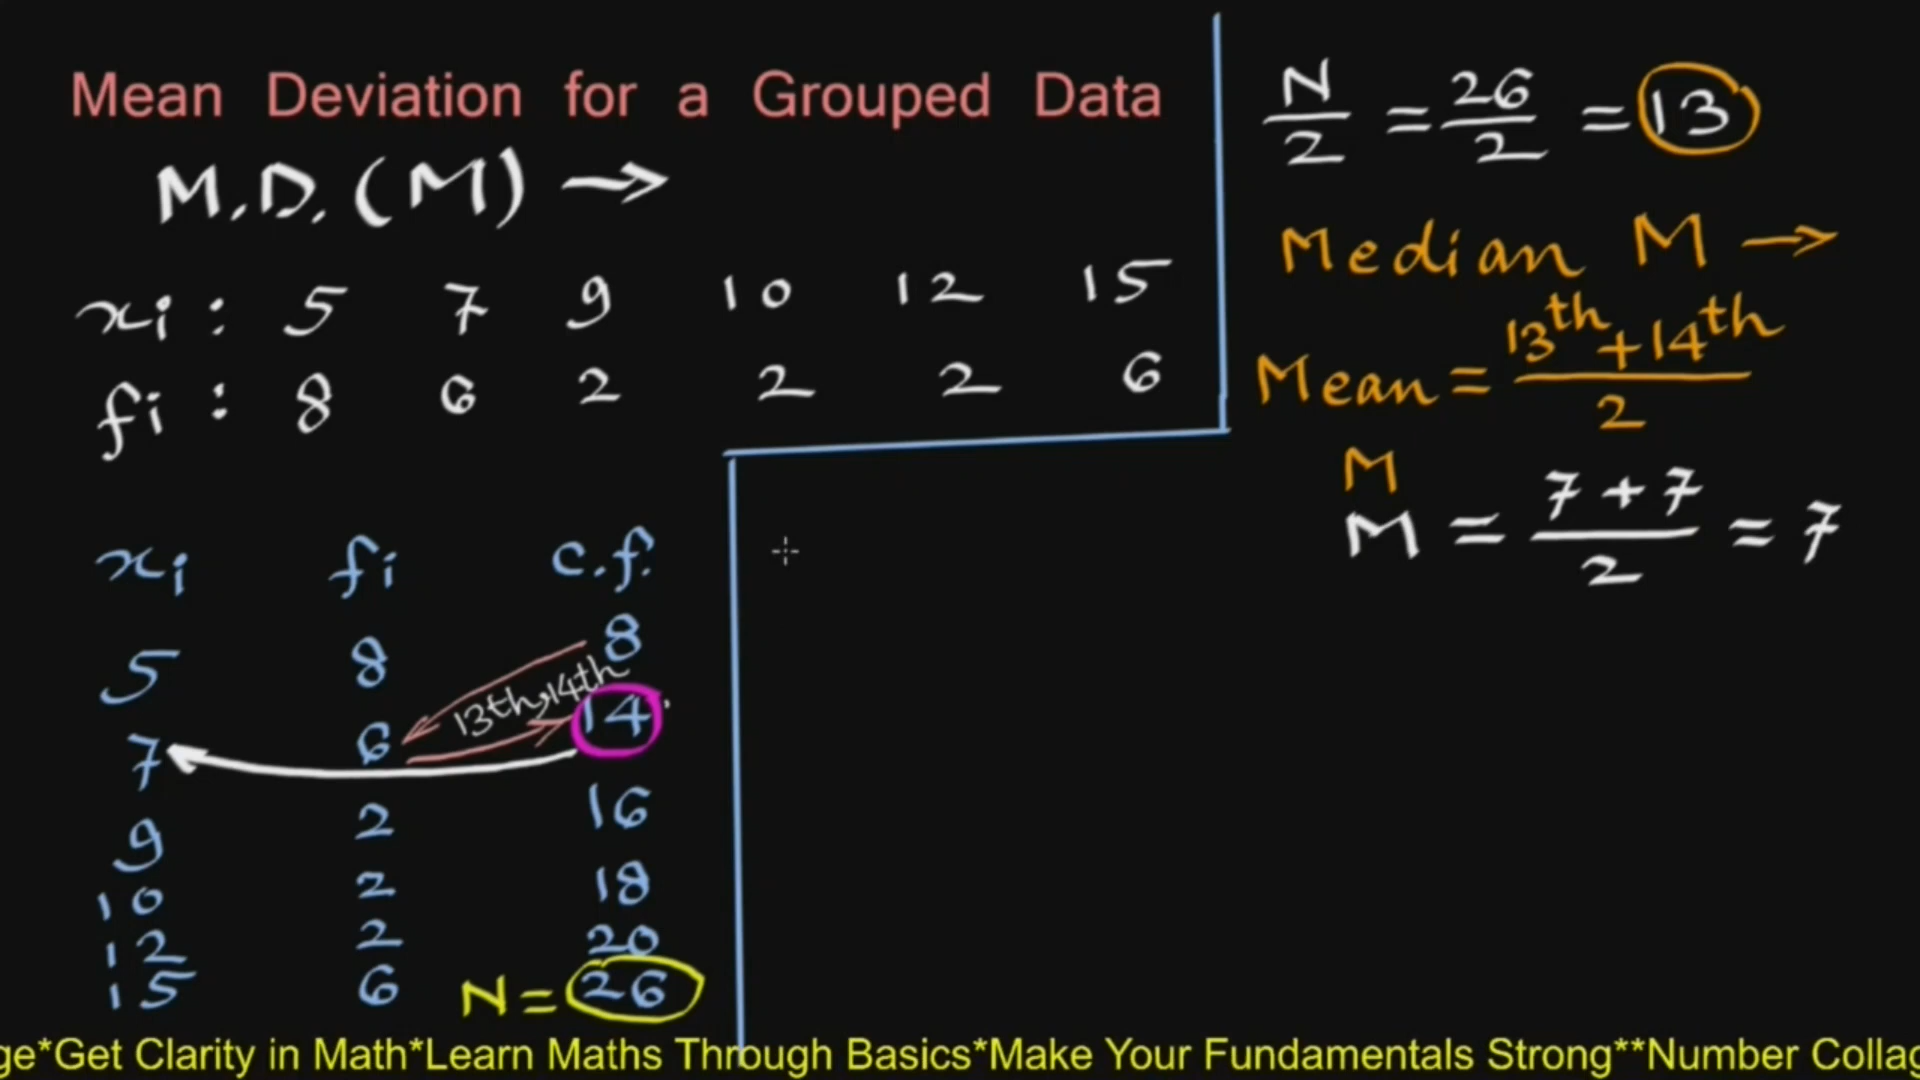 Mean Deviation for a Grouped Data
M.D.(M) →
xi : 5 7 9 10 12 15
fi : 8 6 2 2 2 6
xi fi c.f.
5 8 8
13th,14th
7 6 14
9 2 16
10 2 18
12 2 20
15 6 N = 26
N/2 = 26/2 = 13
Median M →
Mean = 13th + 14th / 2
M
M = 7 + 7 / 2 = 7
ge*Get Clarity in Math*Learn Maths Through Basics*Make Your Fundamentals Strong**Number Collag